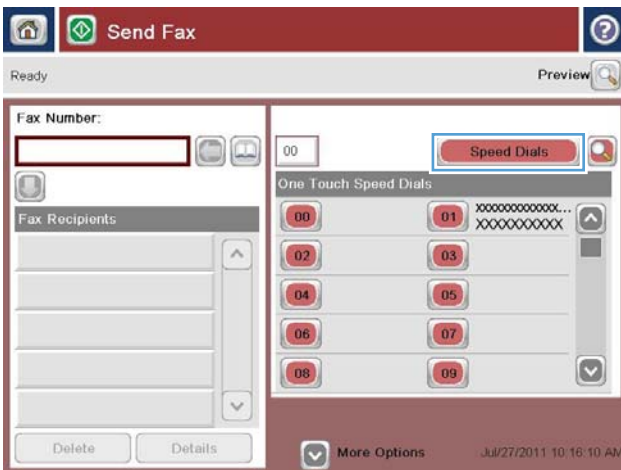 Send Fax
?
Ready
Preview
Fax Number:
00
Speed Dials
One Touch Speed Dials
Fax Recipients
00
01 XXXXXXXXXXXXX...
XXXXXXXXXX
02
03
04
05
06
07
08
09
Delete
Details
More Options
Jul/27/2011 10:16:10 AM